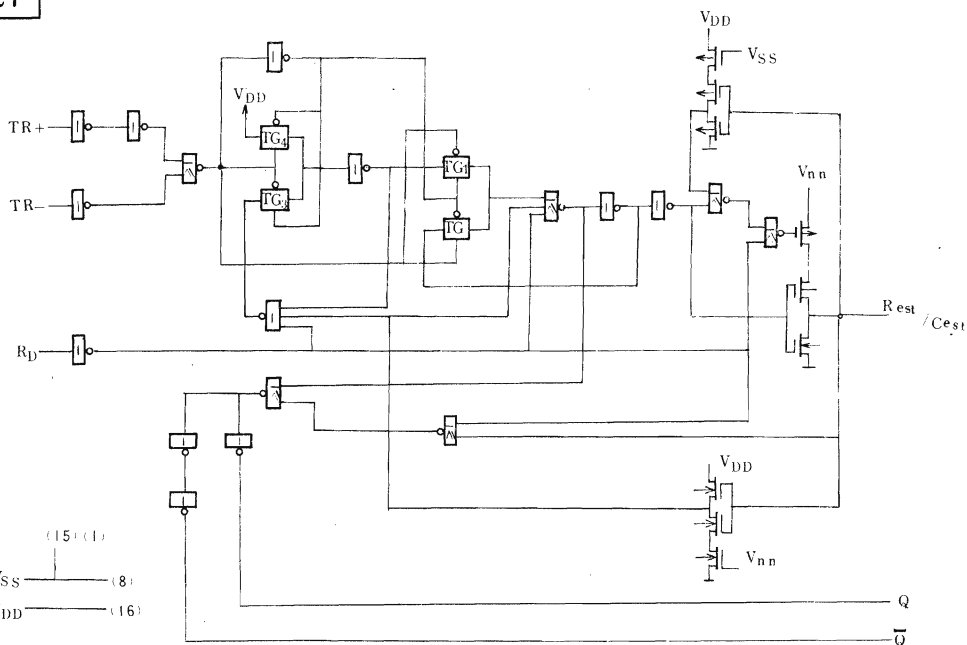 VDD
VSS
VDD
TR+
TG4
TG1
TR−
TG3
TG
Vnn
Rest/Cest
RD
VDD
Vnn
(15) (1)
VSS
(8)
DD
(16)
Q
Q̅